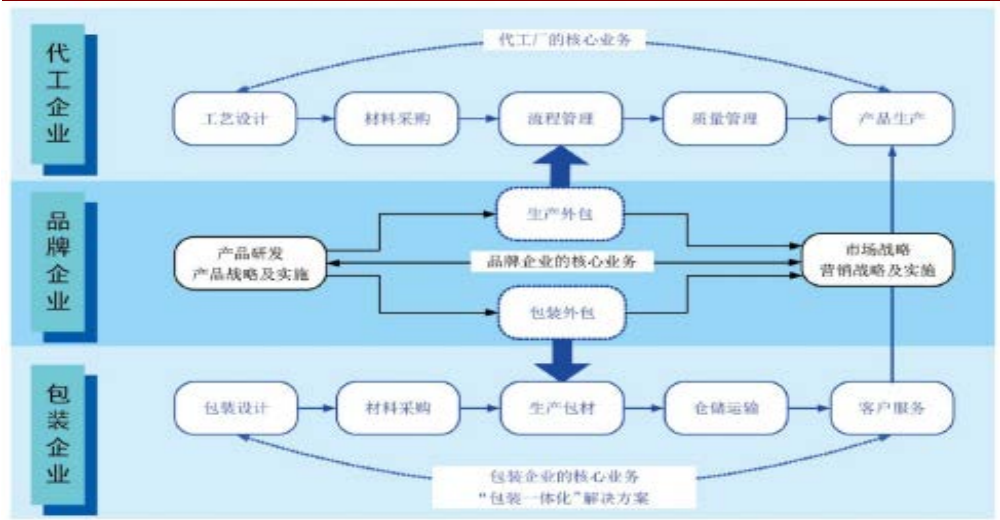 代工企业
代工厂的核心业务
工艺设计
材料采购
流程管理
质量管理
产品生产
品牌企业
生产外包
产品研发
产品战略及实施
品牌企业的核心业务
市场战略
营销战略及实施
包装外包
包装企业
包装设计
材料采购
生产包材
仓储运输
客户服务
包装企业的核心业务
“包装一体化”解决方案